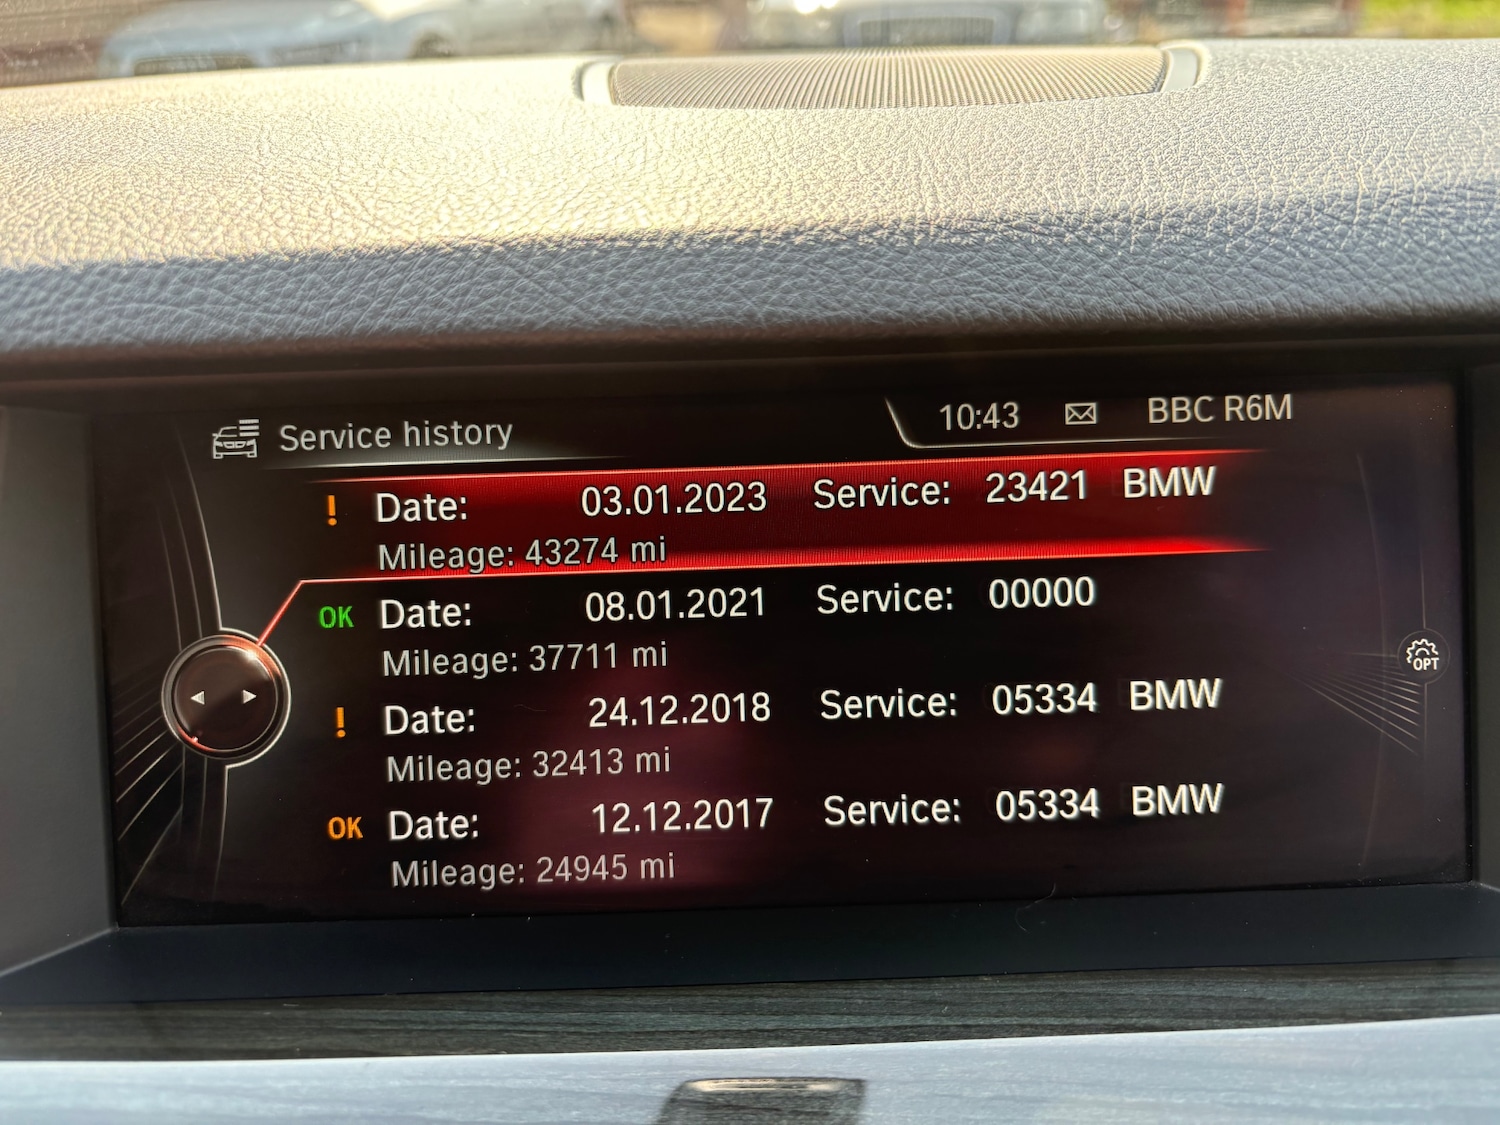 Service history 10:43 BBC R6M
! Date: 03.01.2023 Service: 23421 BMW
Mileage: 43274 mi
OK Date: 08.01.2021 Service: 00000
Mileage: 37711 mi
OPT
! Date: 24.12.2018 Service: 05334 BMW
Mileage: 32413 mi
OK Date: 12.12.2017 Service: 05334 BMW
Mileage: 24945 mi